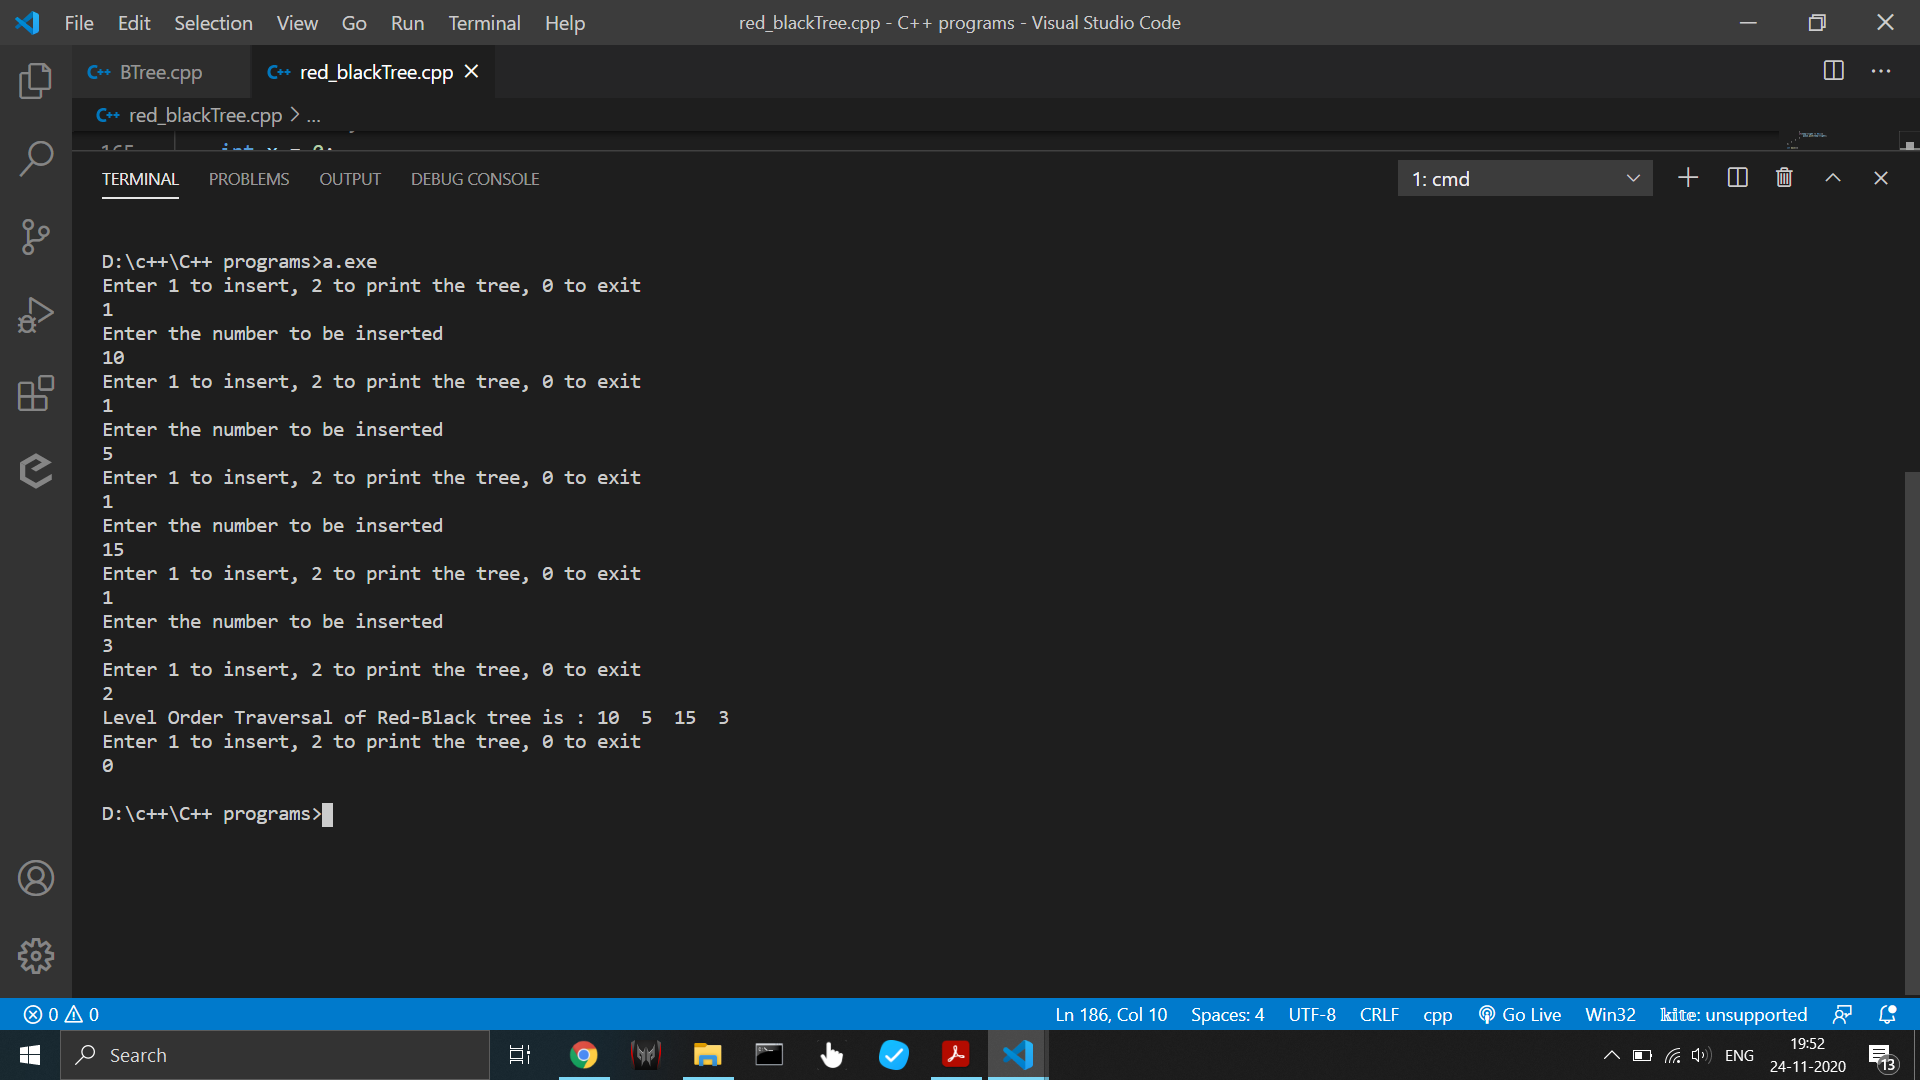 File Edit Selection View Go Run Terminal Help red_blackTree.cpp - C++ programs - Visual Studio Code
C++ BTree.cpp C++ red_blackTree.cpp
C++ red_blackTree.cpp > ...
165 int x = 0;
TERMINAL PROBLEMS OUTPUT DEBUG CONSOLE 1: cmd
D:\c++\C++ programs>a.exe
Enter 1 to insert, 2 to print the tree, 0 to exit
1
Enter the number to be inserted
10
Enter 1 to insert, 2 to print the tree, 0 to exit
1
Enter the number to be inserted
5
Enter 1 to insert, 2 to print the tree, 0 to exit
1
Enter the number to be inserted
15
Enter 1 to insert, 2 to print the tree, 0 to exit
1
Enter the number to be inserted
3
Enter 1 to insert, 2 to print the tree, 0 to exit
2
Level Order Traversal of Red-Black tree is : 10  5  15  3
Enter 1 to insert, 2 to print the tree, 0 to exit
0
D:\c++\C++ programs>
0 0 Ln 186, Col 10 Spaces: 4 UTF-8 CRLF cpp Go Live Win32 kite: unsupported
Search ENG 19:52
24-11-2020 13